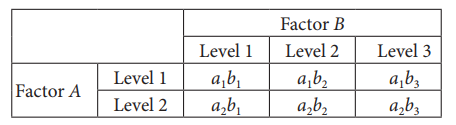 Factor B
Level 1 Level 2 Level 3
Factor A Level 1 a₁b₁ a₁b₂ a₁b₃
Level 2 a₂b₁ a₂b₂ a₂b₃